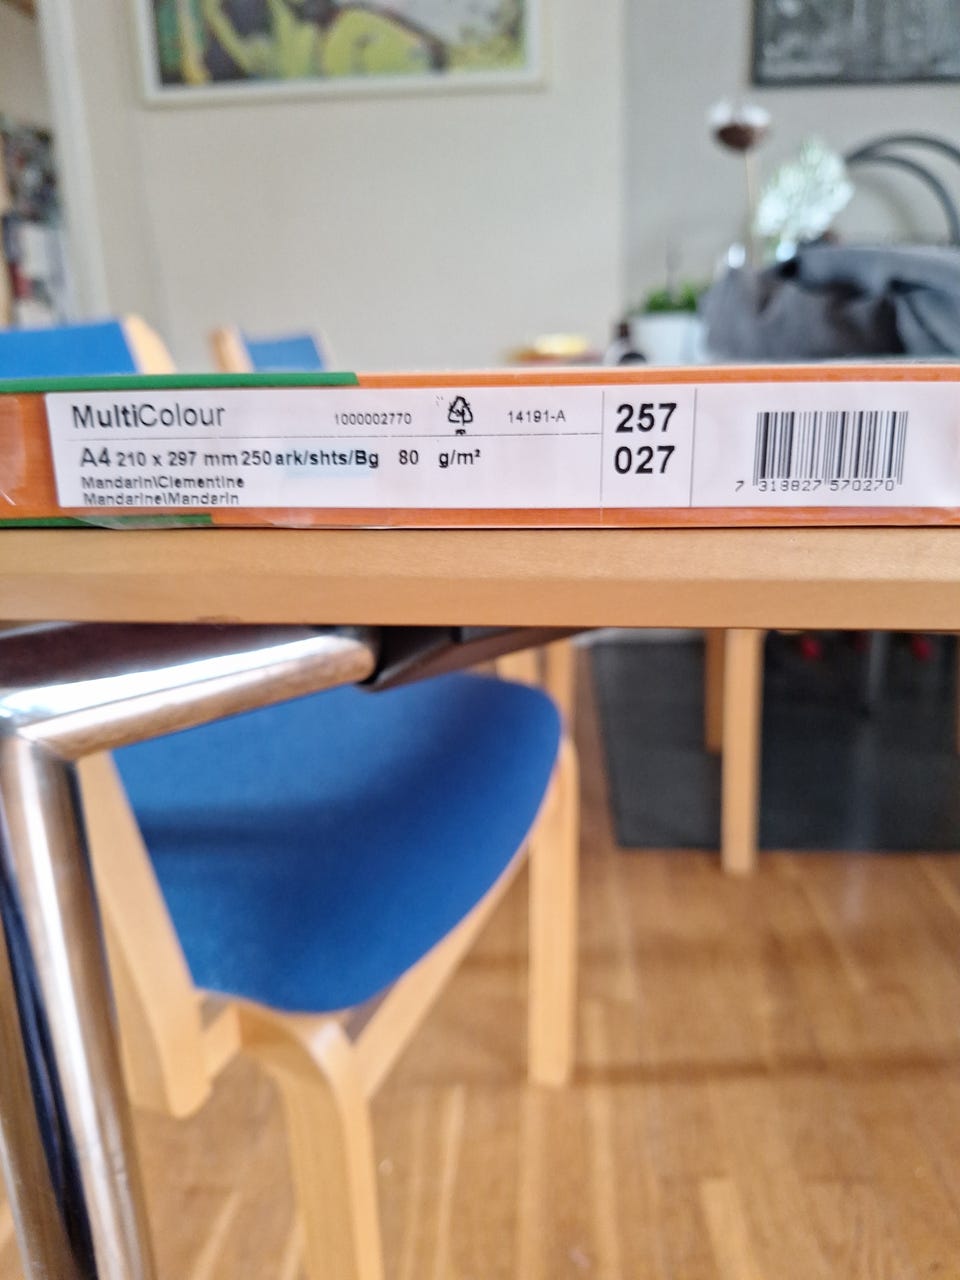 MultiColour 1000002770 14191-A
A4 210 x 297 mm 250 ark/shts/Bg 80 g/m²
Mandarin\Clementine
Mandarine\Mandarin
257
027
7 318827 570270